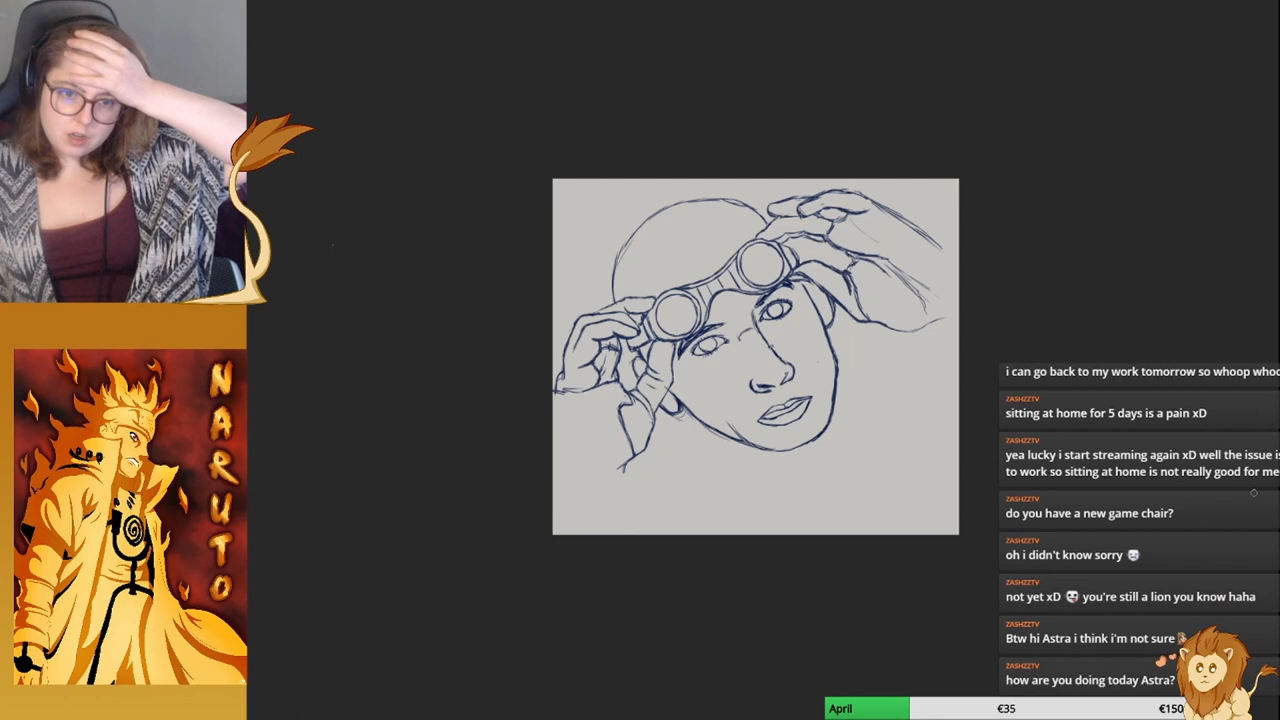 NARUTO
i can go back to my work tomorrow so whoop
ZASHZZTV
sitting at home for 5 days is a pain xD
ZASHZZTV
yea lucky i start streaming again xD well the issue
to work so sitting at home is not really good for me
ZASHZZTV
do you have a new game chair?
ZASHZZTV
oh i didn't know sorry
ZASHZZTV
not yet xD you're still a lion you know haha
ZASHZZTV
Btw hi Astra i think i'm not sure
ZASHZZTV
how are you doing today Astra?
April €35 €150